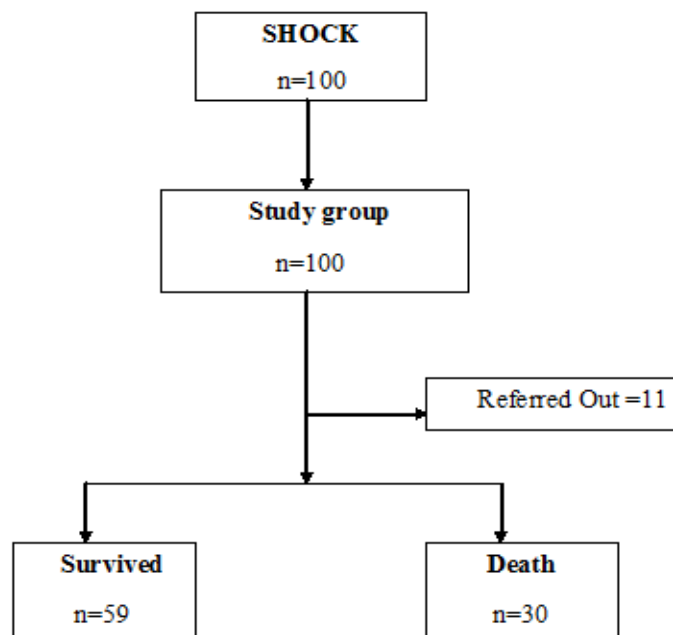 SHOCK
n=100
Study group
n=100
Referred Out =11
Survived
n=59
Death
n=30